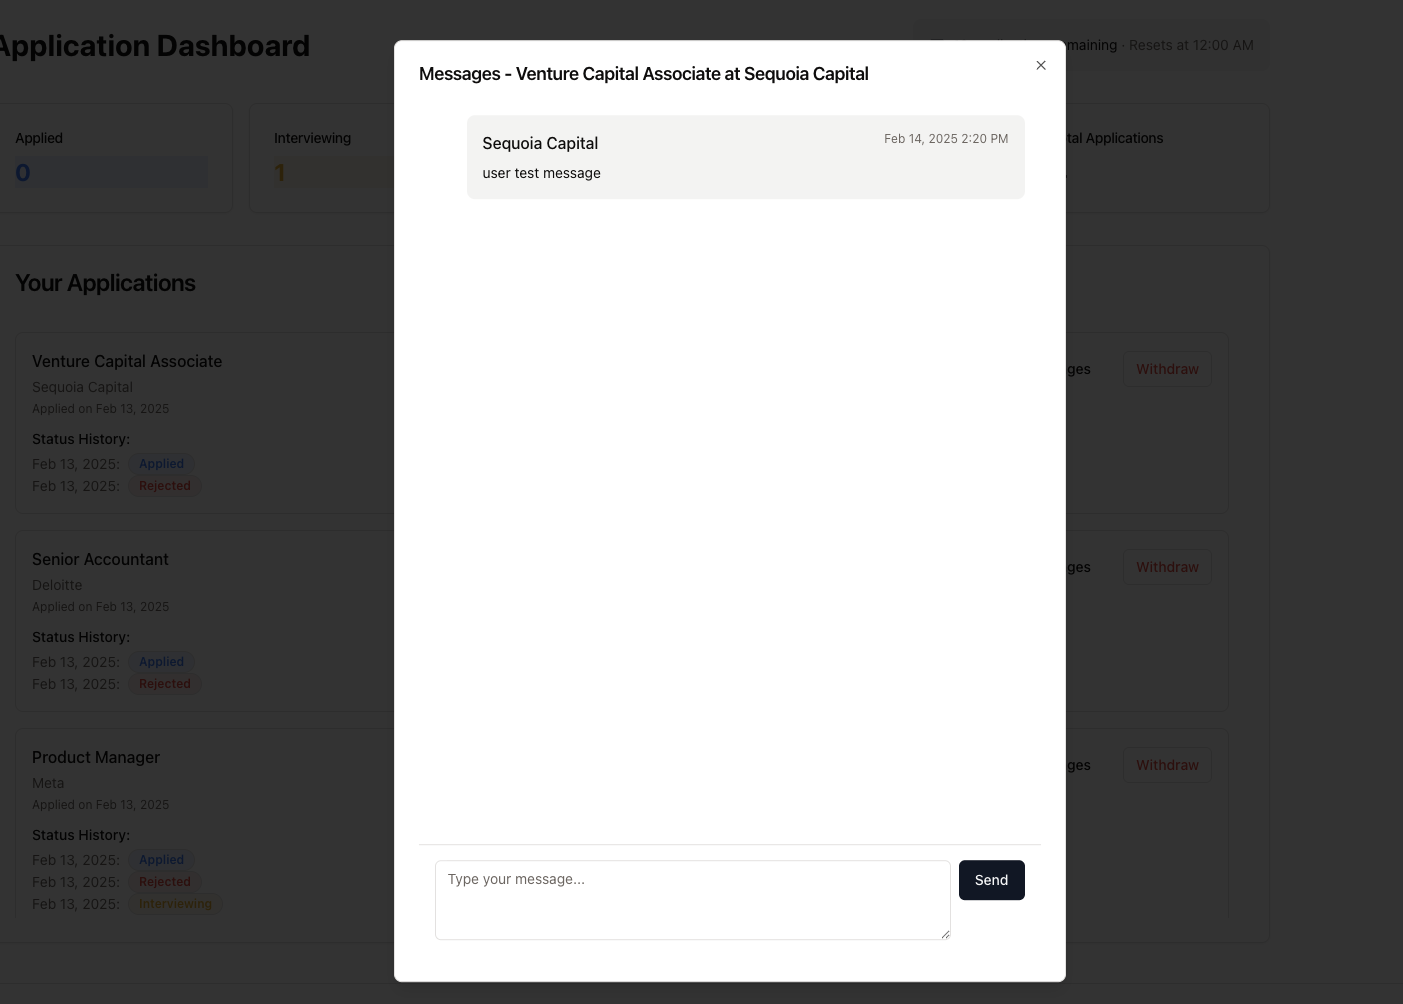 Application Dashboard
maining · Resets at 12:00 AM
Messages - Venture Capital Associate at Sequoia Capital
Applied
0
Interviewing
1
tal Applications
Sequoia Capital
Feb 14, 2025 2:20 PM
user test message
Your Applications
Venture Capital Associate
Sequoia Capital
Applied on Feb 13, 2025
Status History:
Feb 13, 2025: Applied
Feb 13, 2025: Rejected
ges
Withdraw
Senior Accountant
Deloitte
Applied on Feb 13, 2025
Status History:
Feb 13, 2025: Applied
Feb 13, 2025: Rejected
ges
Withdraw
Product Manager
Meta
Applied on Feb 13, 2025
Status History:
Feb 13, 2025: Applied
Feb 13, 2025: Rejected
Feb 13, 2025: Interviewing
ges
Withdraw
Type your message...
Send